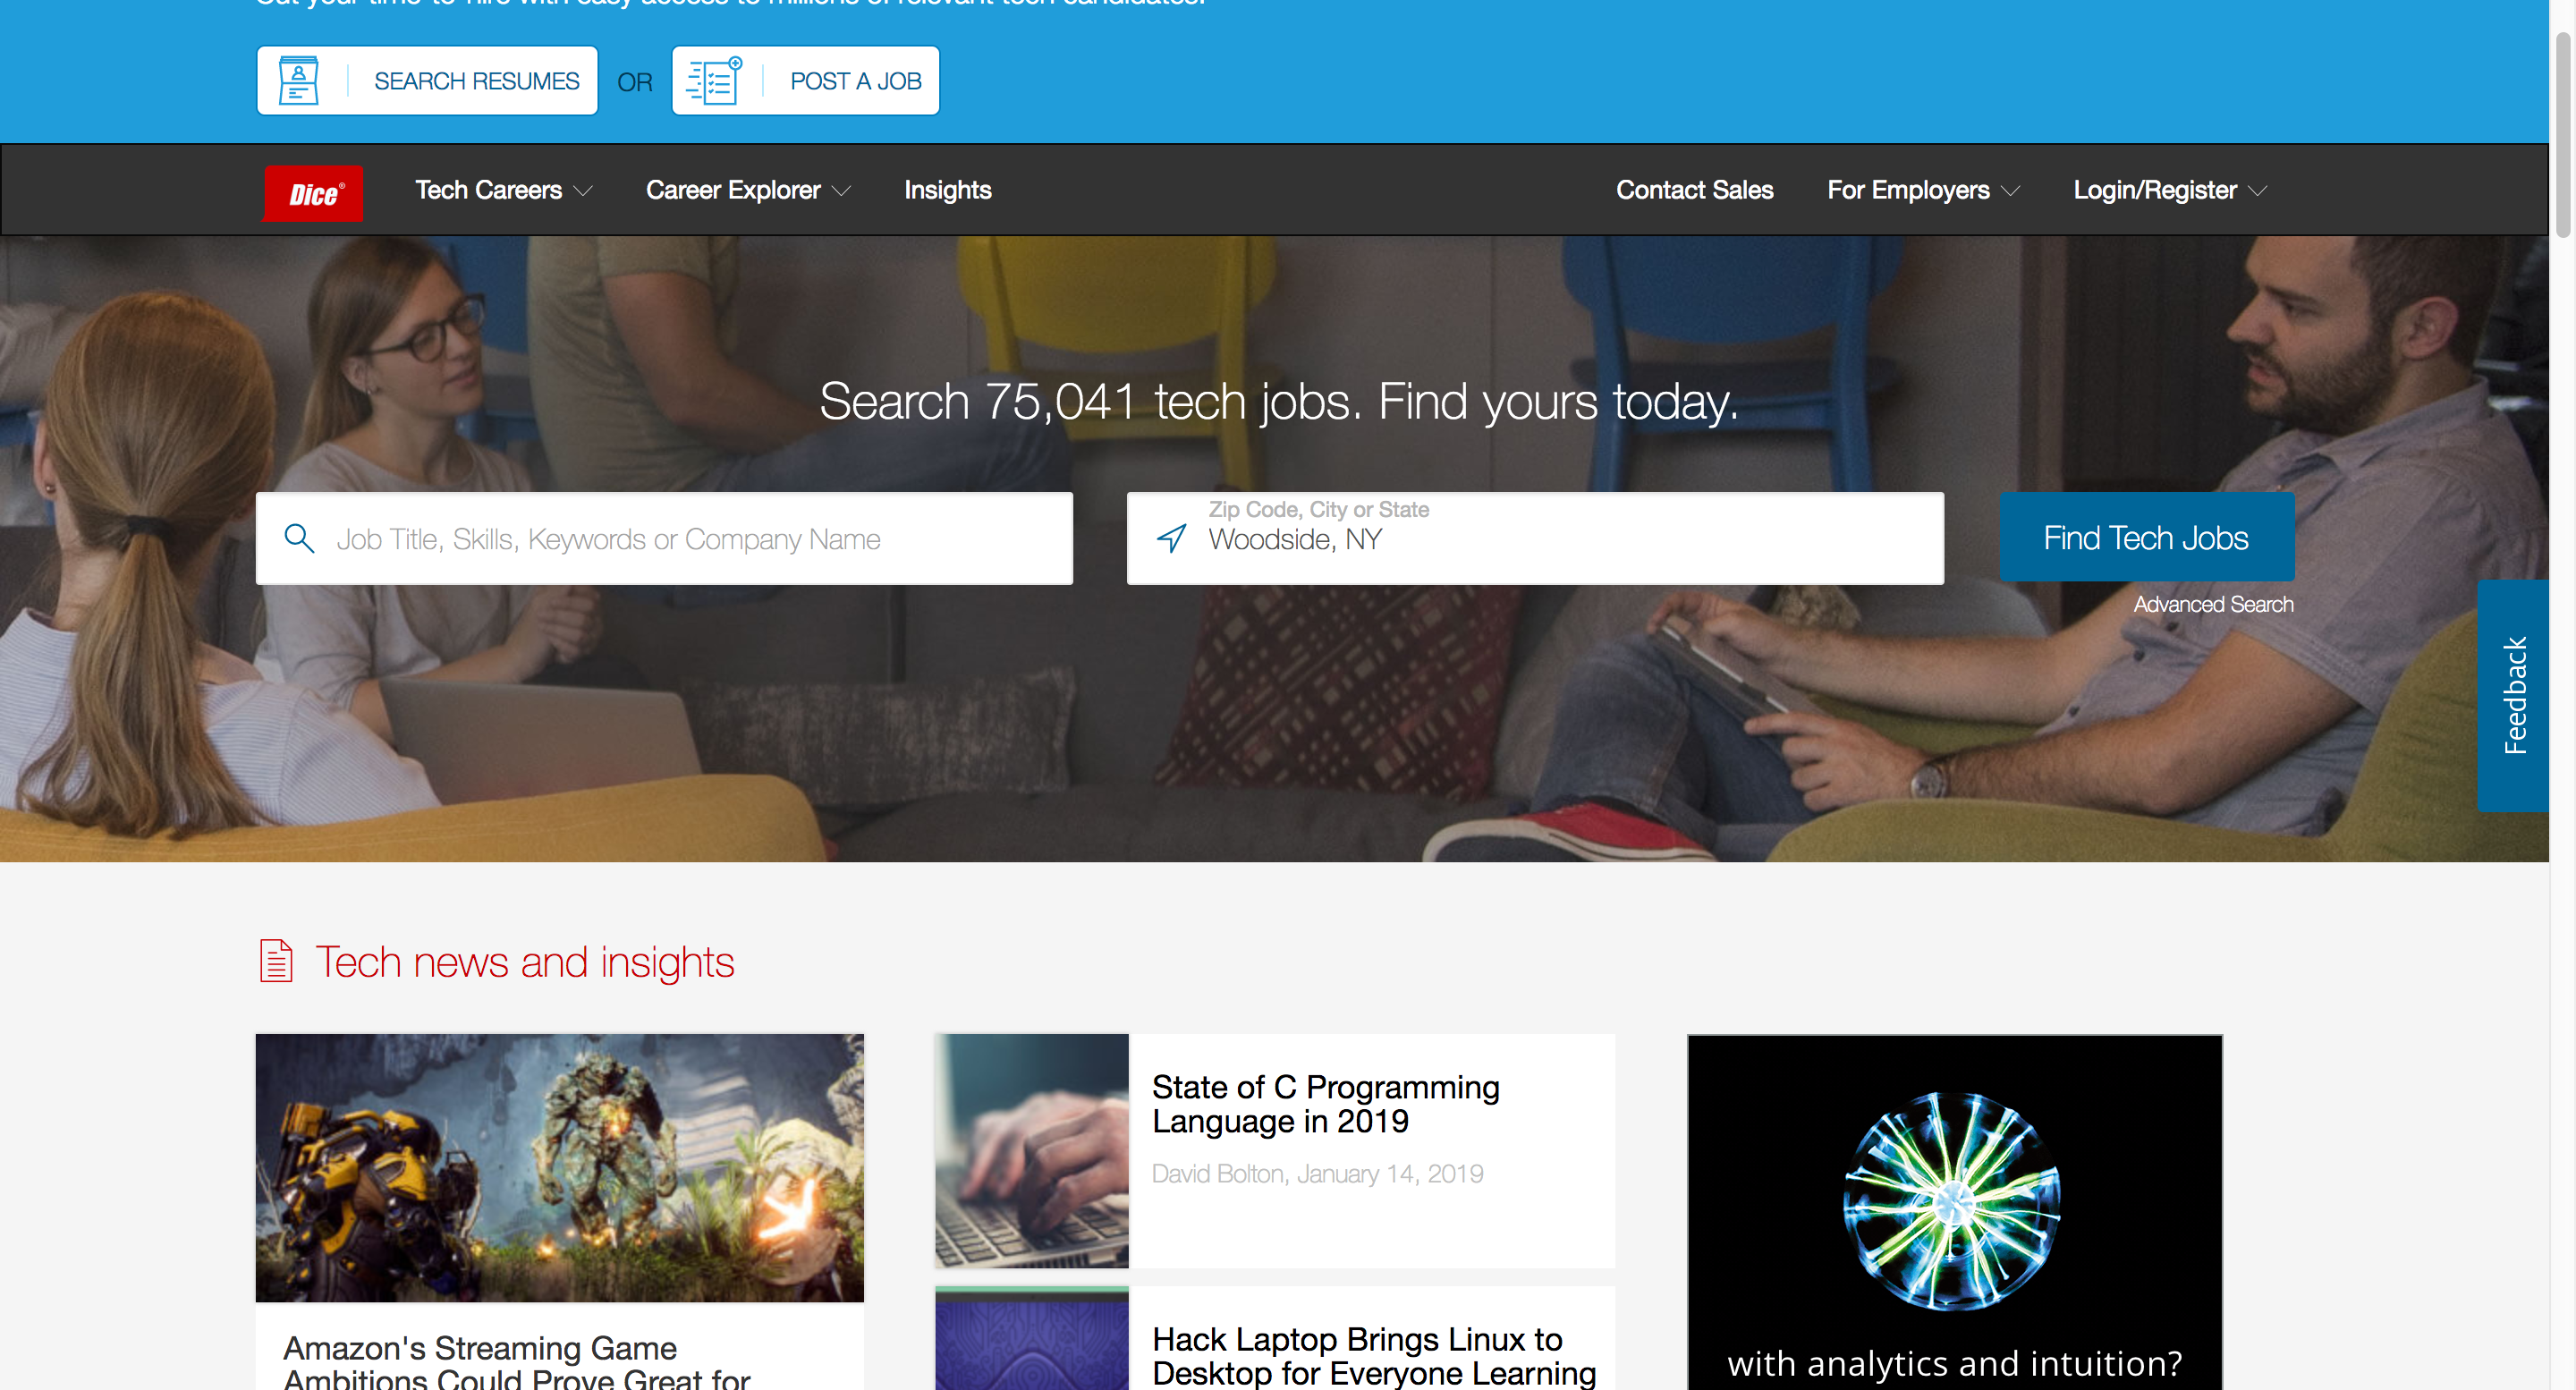 Cut your time-to-hire with easy access to millions of relevant tech candidates.
SEARCH RESUMES OR POST A JOB
Dice® Tech Careers Career Explorer Insights Contact Sales For Employers Login/Register
Search 75,041 tech jobs. Find yours today.
Job Title, Skills, Keywords or Company Name
Zip Code, City or State
Woodside, NY
Find Tech Jobs
Advanced Search
Feedback
Tech news and insights
Amazon's Streaming Game
Ambitions Could Prove Great for
State of C Programming
Language in 2019
David Bolton, January 14, 2019
Hack Laptop Brings Linux to
Desktop for Everyone Learning
with analytics and intuition?